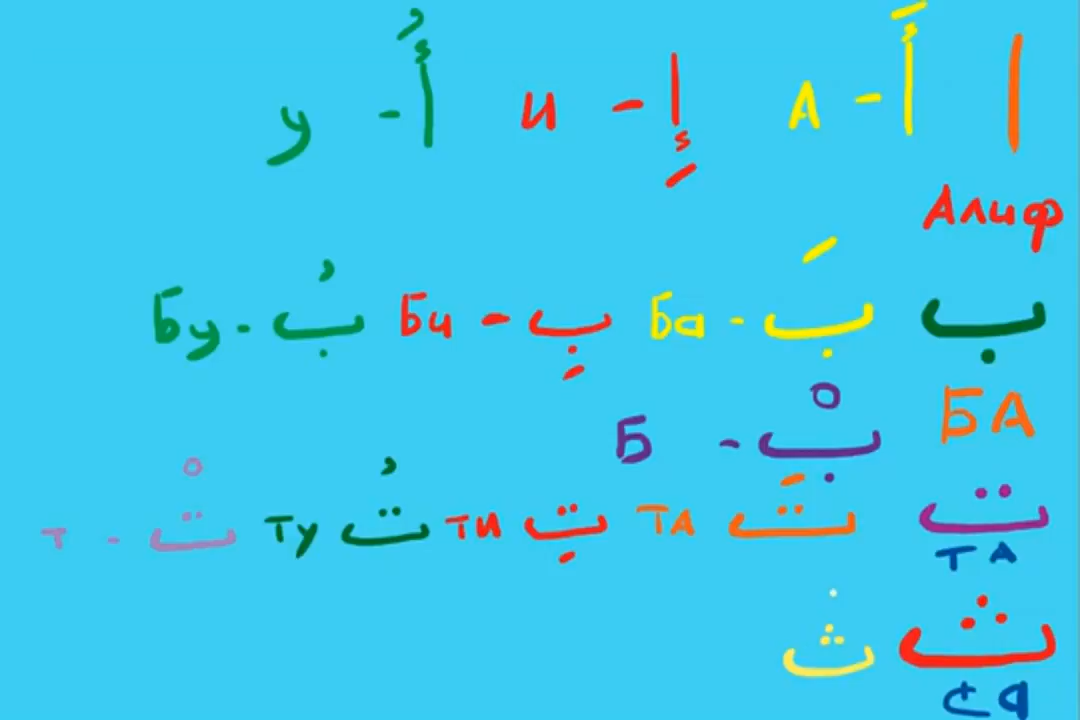 ا أَ - А إِ - И أُ - У
Алиф
ب بَ - Ба بِ - Би بُ - Бу
БА بْ - Б
ت تَ ТА تِ ТИ تُ ТУ تْ - Т
ТА
ث ث